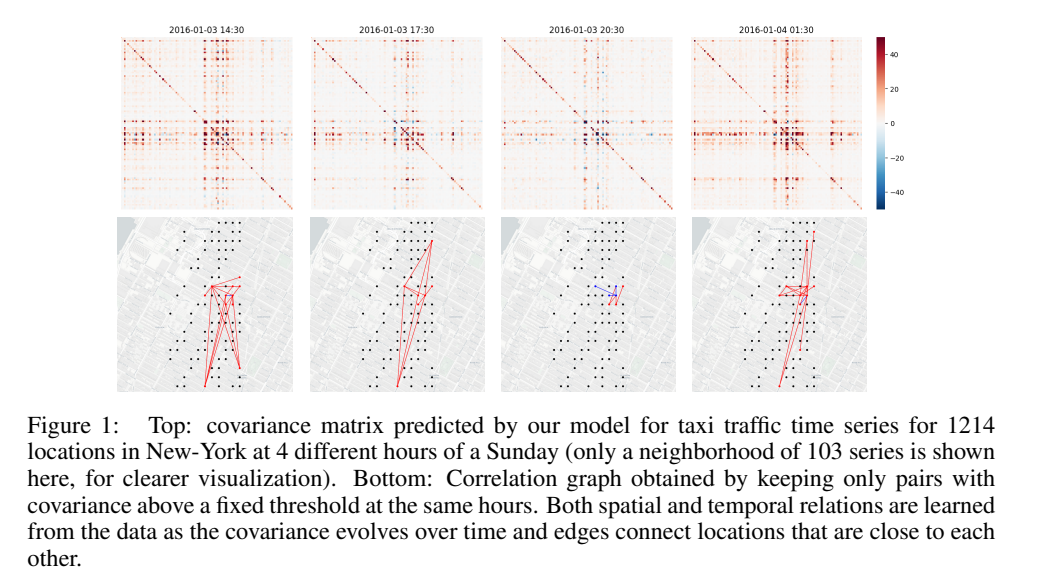 2016-01-03 14:30
2016-01-03 17:30
2016-01-03 20:30
2016-01-04 01:30
40
20
0
−20
−40
Figure 1: Top: covariance matrix predicted by our model for taxi traffic time series for 1214
locations in New-York at 4 different hours of a Sunday (only a neighborhood of 103 series is shown
here, for clearer visualization). Bottom: Correlation graph obtained by keeping only pairs with
covariance above a fixed threshold at the same hours. Both spatial and temporal relations are learned
from the data as the covariance evolves over time and edges connect locations that are close to each
other.